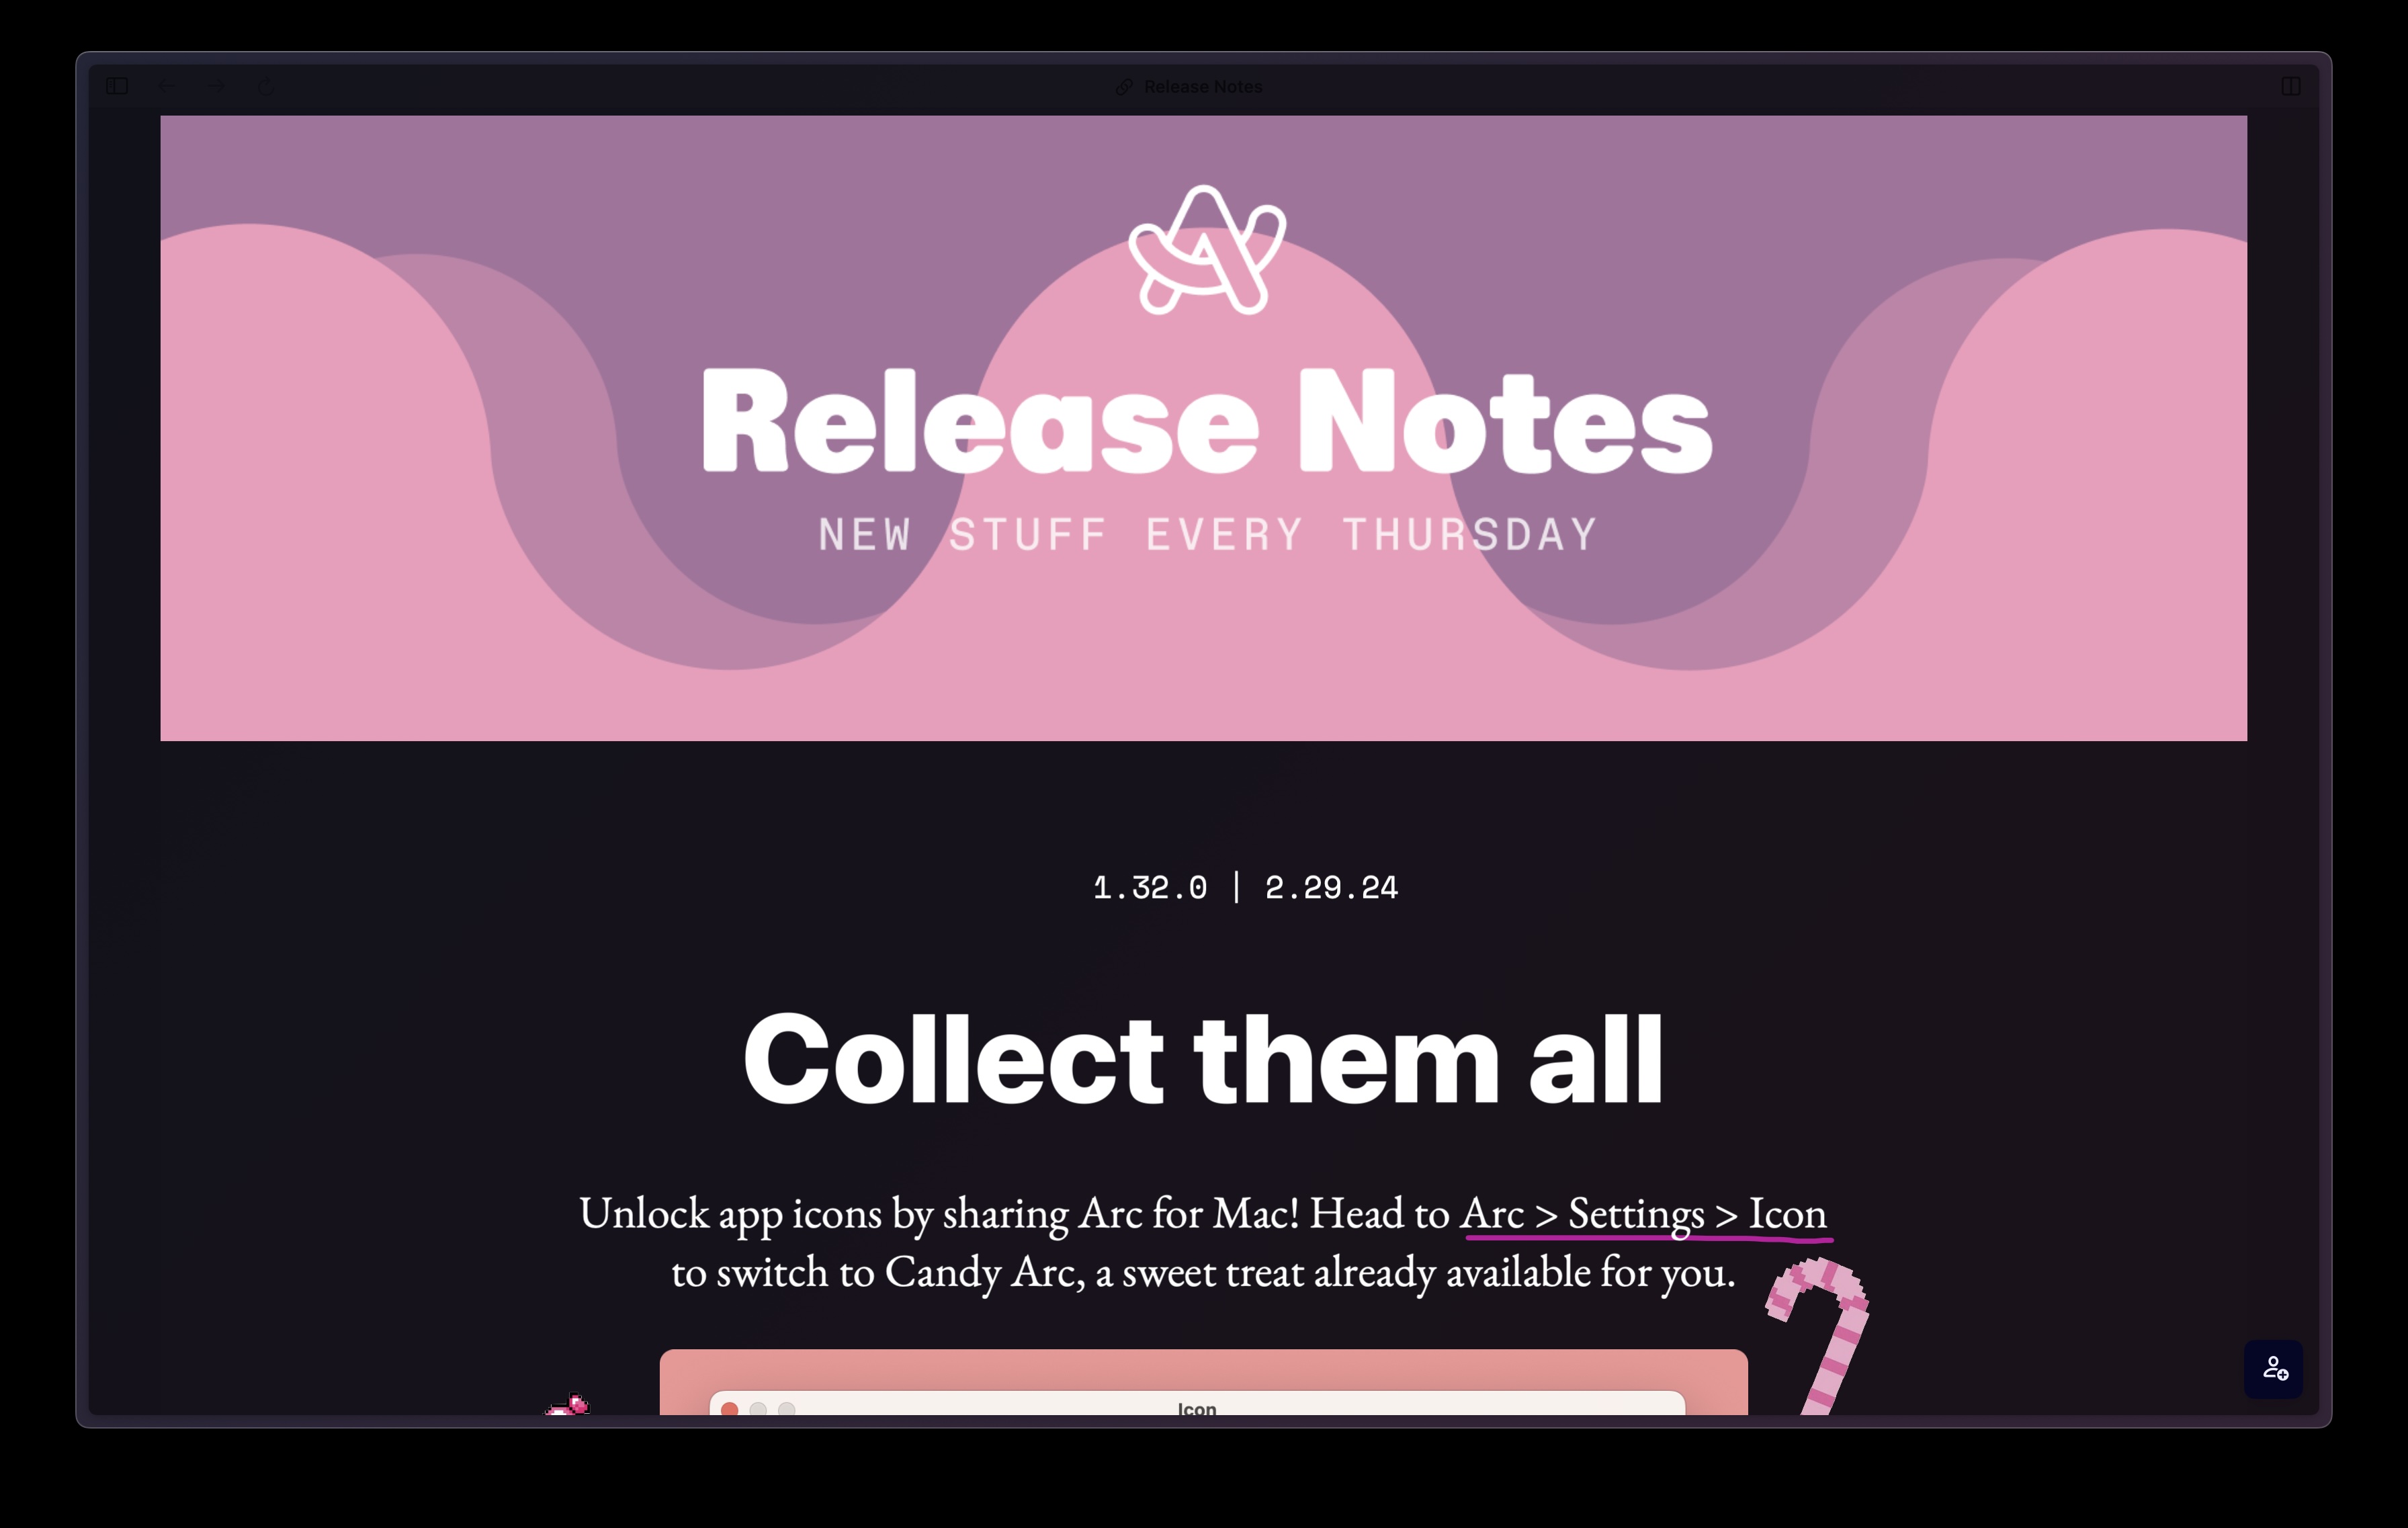 Release Notes
Release Notes
NEW STUFF EVERY THURSDAY
1.32.0 | 2.29.24
Collect them all
Unlock app icons by sharing Arc for Mac! Head to Arc > Settings > Icon
to switch to Candy Arc, a sweet treat already available for you.
Icon